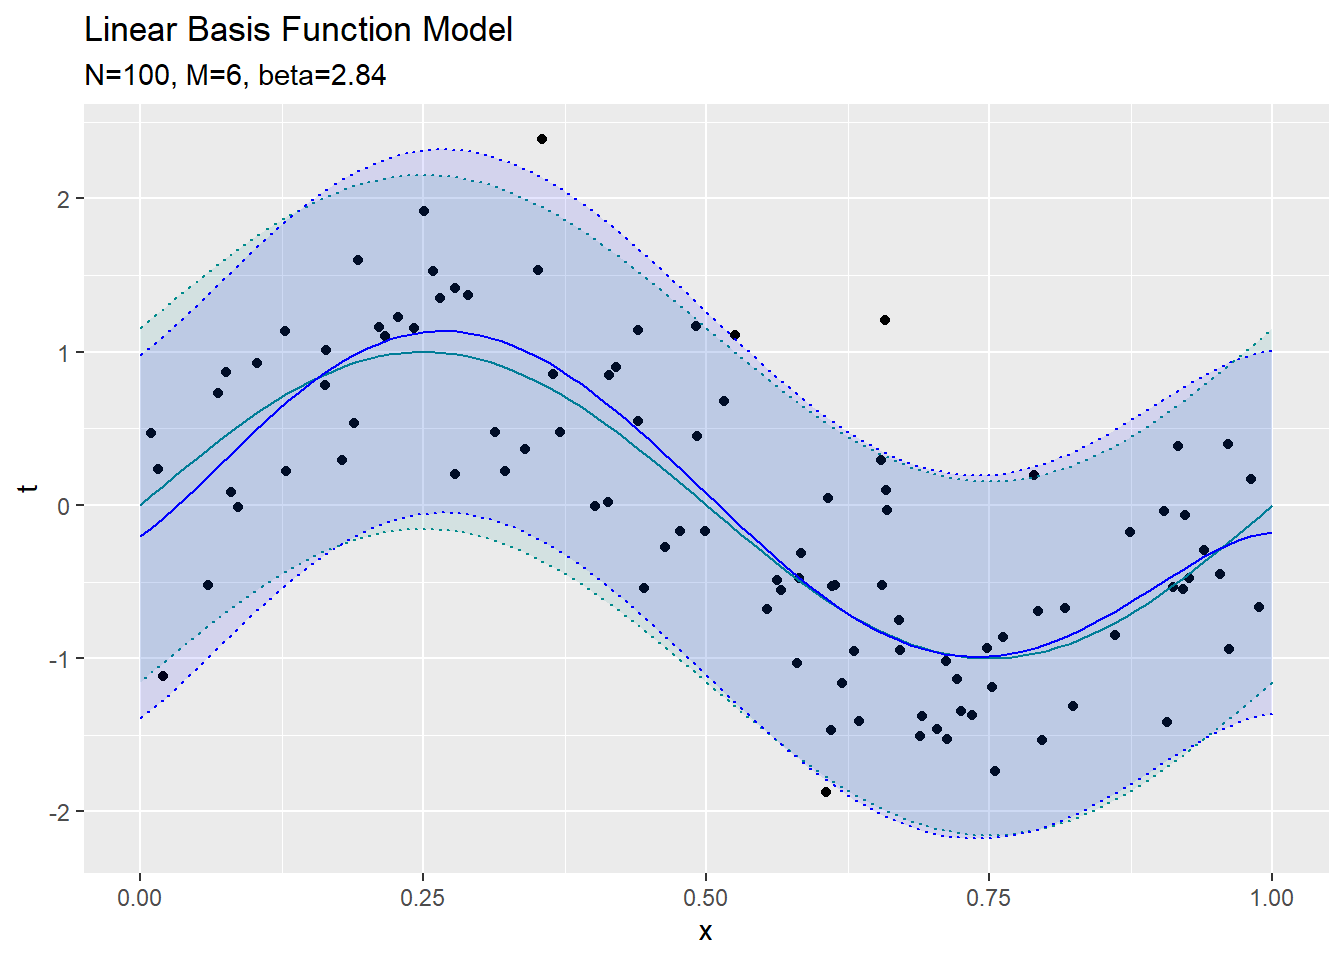 Linear Basis Function Model
N=100, M=6, beta=2.84
2
1
0
-1
-2
t
0.00 0.25 0.50 0.75 1.00
x